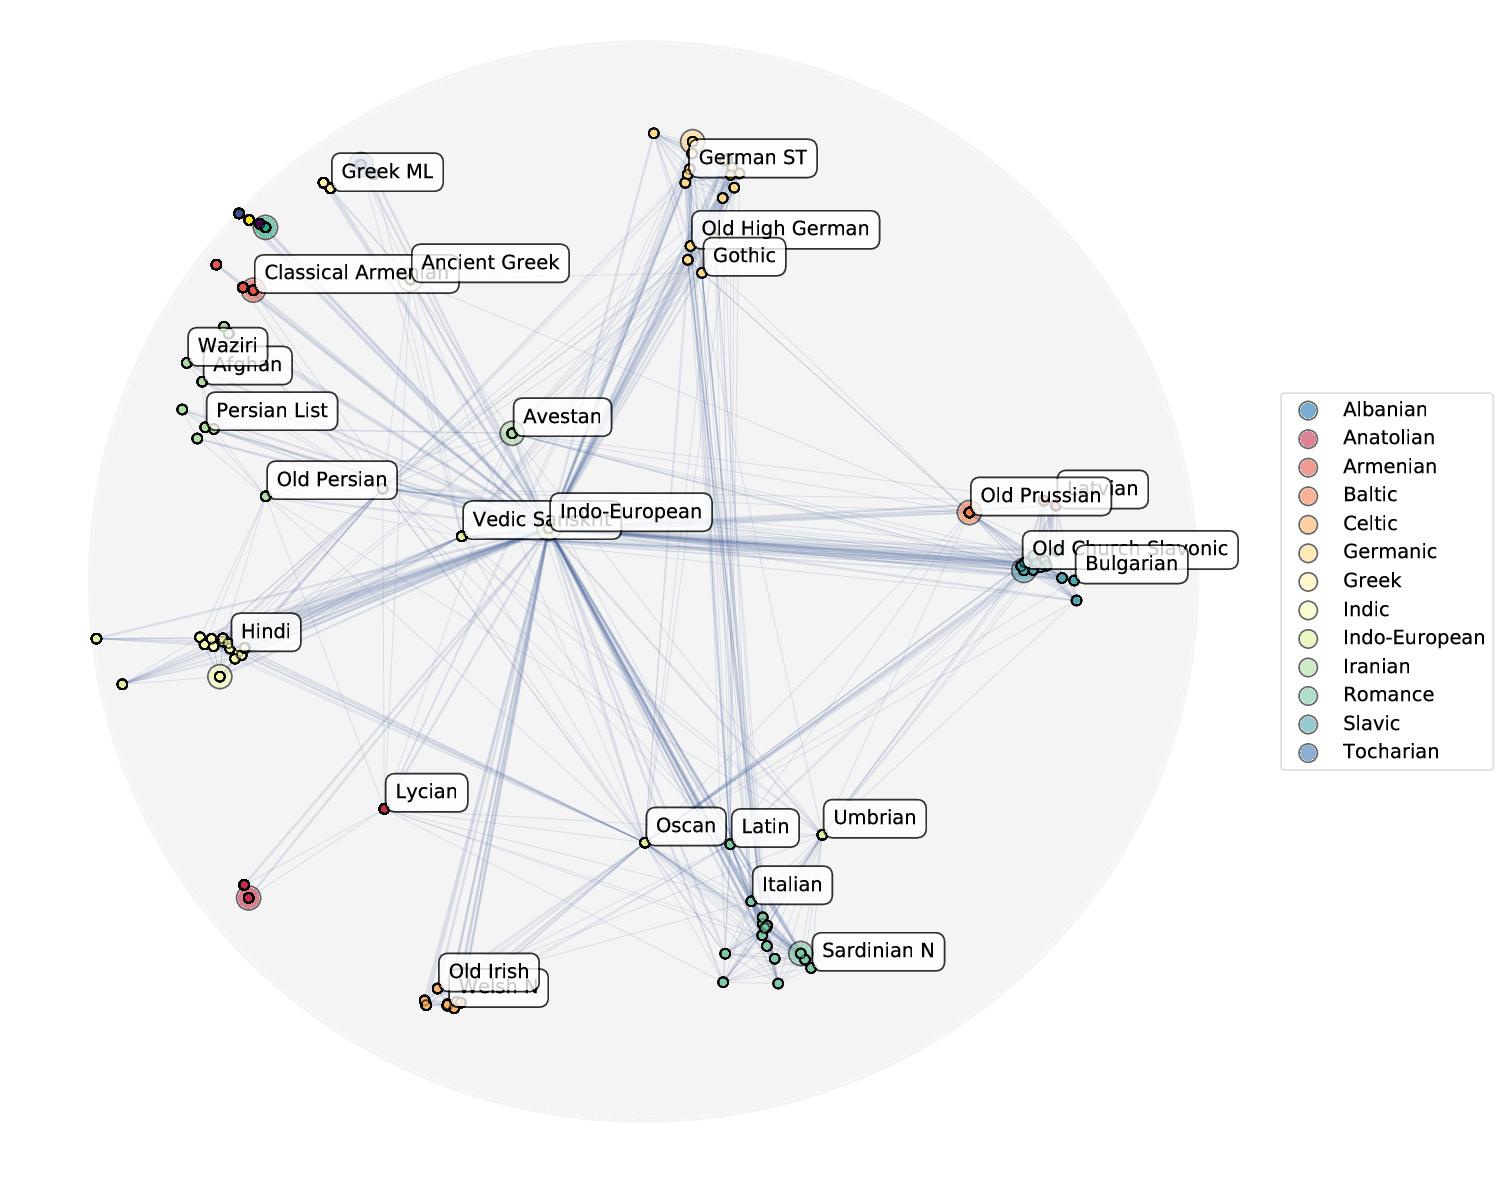 German ST
Greek ML
Old High German
Gothic
Ancient Greek
Classical Armenian
Waziri
Afghan
Persian List
Avestan
Old Persian
Latvian
Old Prussian
Indo-European
Vedic Sanskrit
Old Church Slavonic
Bulgarian
Hindi
Lycian
Oscan
Latin
Umbrian
Italian
Sardinian N
Old Irish
Welsh N
Albanian
Anatolian
Armenian
Baltic
Celtic
Germanic
Greek
Indic
Indo-European
Iranian
Romance
Slavic
Tocharian